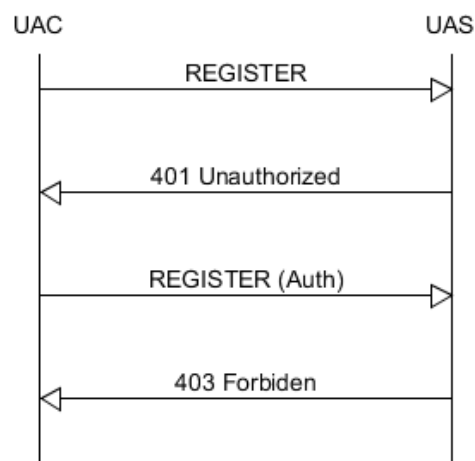 UAC UAS
REGISTER
401 Unauthorized
REGISTER (Auth)
403 Forbiden